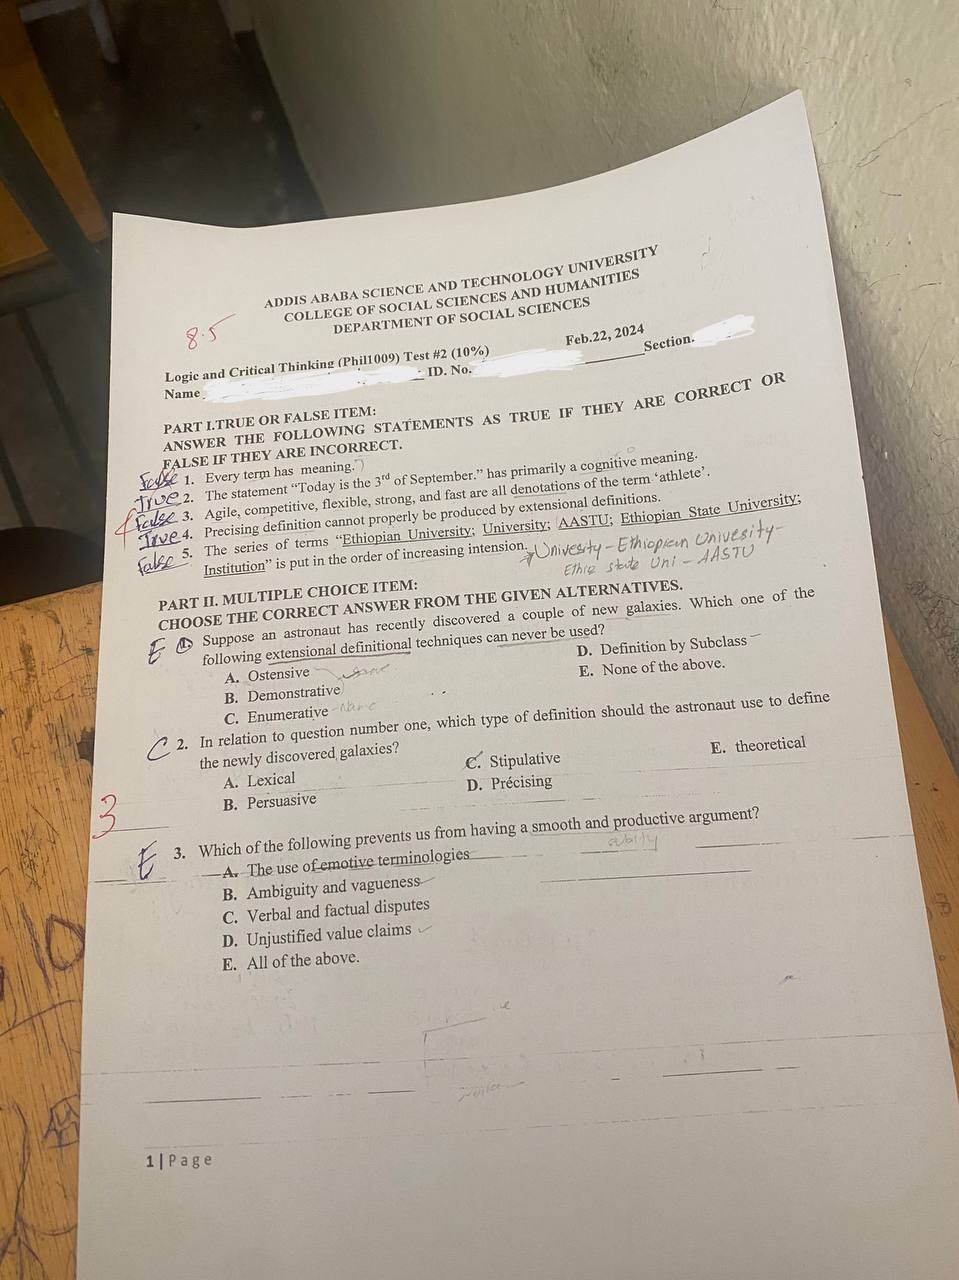 ADDIS ABABA SCIENCE AND TECHNOLOGY UNIVERSITY
COLLEGE OF SOCIAL SCIENCES AND HUMANITIES
DEPARTMENT OF SOCIAL SCIENCES
8.5
Logic and Critical Thinking (Phil1009) Test #2 (10%) Feb.22, 2024
Name ID. No. Section.
PART I.TRUE OR FALSE ITEM:
ANSWER THE FOLLOWING STATEMENTS AS TRUE IF THEY ARE CORRECT OR
FALSE IF THEY ARE INCORRECT.
False 1. Every term has meaning.
True 2. The statement “Today is the 3rd of September.” has primarily a cognitive meaning.
False 3. Agile, competitive, flexible, strong, and fast are all denotations of the term ‘athlete’.
True 4. Precising definition cannot properly be produced by extensional definitions.
False 5. The series of terms “Ethiopian University; University; AASTU; Ethiopian State University;
Institution” is put in the order of increasing intension. Univesity - Ethiopian Univesity -
state Uni - AASTU
PART II. MULTIPLE CHOICE ITEM:
CHOOSE THE CORRECT ANSWER FROM THE GIVEN ALTERNATIVES.
E 1. Suppose an astronaut has recently discovered a couple of new galaxies. Which one of the
following extensional definitional techniques can never be used?
A. Ostensive
B. Demonstrative
C. Enumerative
D. Definition by Subclass
E. None of the above.
C 2. In relation to question number one, which type of definition should the astronaut use to define
the newly discovered galaxies?
A. Lexical
B. Persuasive
C. Stipulative
D. Précising
E. theoretical
3
E 3. Which of the following prevents us from having a smooth and productive argument?
A. The use of emotive terminologies
B. Ambiguity and vagueness
C. Verbal and factual disputes
D. Unjustified value claims
E. All of the above.
1 | Page